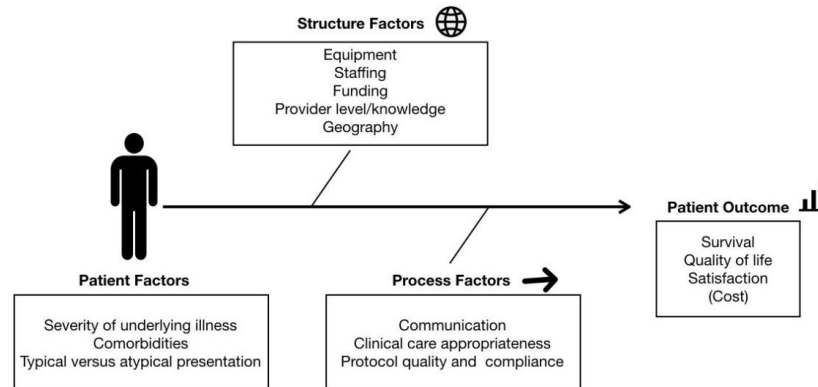 Structure Factors
Equipment
Staffing
Funding
Provider level/knowledge
Geography
Patient Outcome
Survival
Quality of life
Satisfaction
(Cost)
Patient Factors
Severity of underlying illness
Comorbidities
Typical versus atypical presentation
Process Factors
Communication
Clinical care appropriateness
Protocol quality and compliance